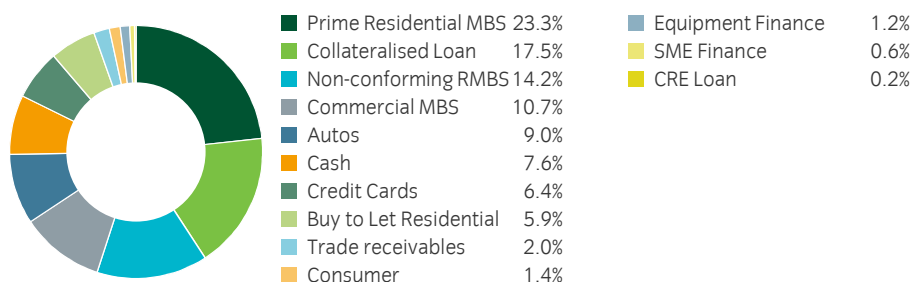 Prime Residential MBS 23.3%
Collateralised Loan 17.5%
Non-conforming RMBS 14.2%
Commercial MBS 10.7%
Autos 9.0%
Cash 7.6%
Credit Cards 6.4%
Buy to Let Residential 5.9%
Trade receivables 2.0%
Consumer 1.4%
Equipment Finance 1.2%
SME Finance 0.6%
CRE Loan 0.2%